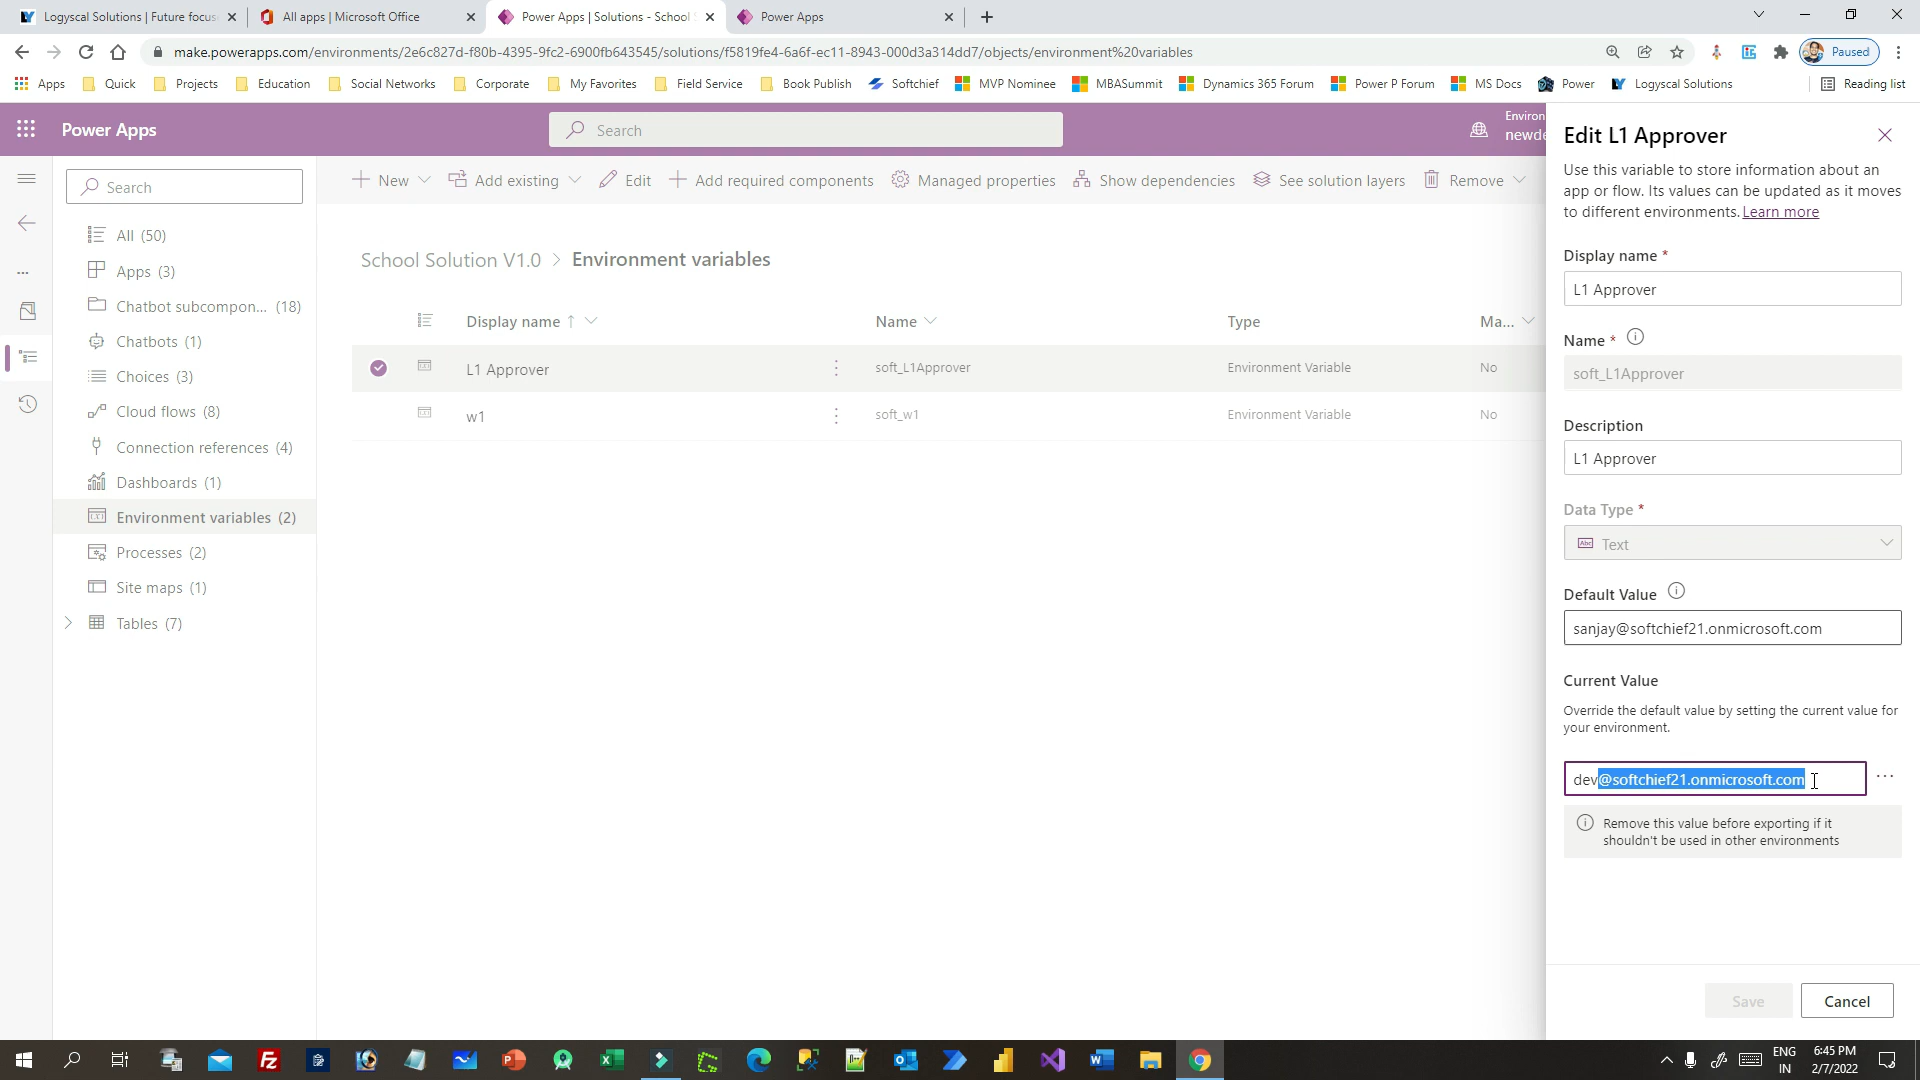 Logyscal Solutions | Future focus
All apps | Microsoft Office
Power Apps | Solutions - School
Power Apps
make.powerapps.com/environments/2e6c827d-f80b-4395-9fc2-6900fb643545/solutions/f5819fe4-6a6f-ec11-8943-000d3a314dd7/objects/environment%20variables
Paused
Apps
Quick
Projects
Education
Social Networks
Corporate
My Favorites
Field Service
Book Publish
Softchief
MVP Nominee
MBASummit
Dynamics 365 Forum
Power P Forum
MS Docs
Power
Logyscal Solutions
Reading list
Power Apps
Search
Environ
newde
Search
All (50)
Apps (3)
Chatbot subcompon... (18)
Chatbots (1)
Choices (3)
Cloud flows (8)
Connection references (4)
Dashboards (1)
Environment variables (2)
Processes (2)
Site maps (1)
Tables (7)
New
Add existing
Edit
Add required components
Managed properties
Show dependencies
See solution layers
Remove
School Solution V1.0 > Environment variables
Display name ↑ Name Type Ma...
L1 Approver soft_L1Approver Environment Variable No
w1 soft_w1 Environment Variable No
Edit L1 Approver
Use this variable to store information about an
app or flow. Its values can be updated as it moves
to different environments. Learn more
Display name *
L1 Approver
Name *
soft_L1Approver
Description
L1 Approver
Data Type *
Abc Text
Default Value
sanjay@softchief21.onmicrosoft.com
Current Value
Override the default value by setting the current value for
your environment.
dev@softchief21.onmicrosoft.com
Remove this value before exporting if it
shouldn't be used in other environments
Save
Cancel
ENG
IN
6:45 PM
2/7/2022